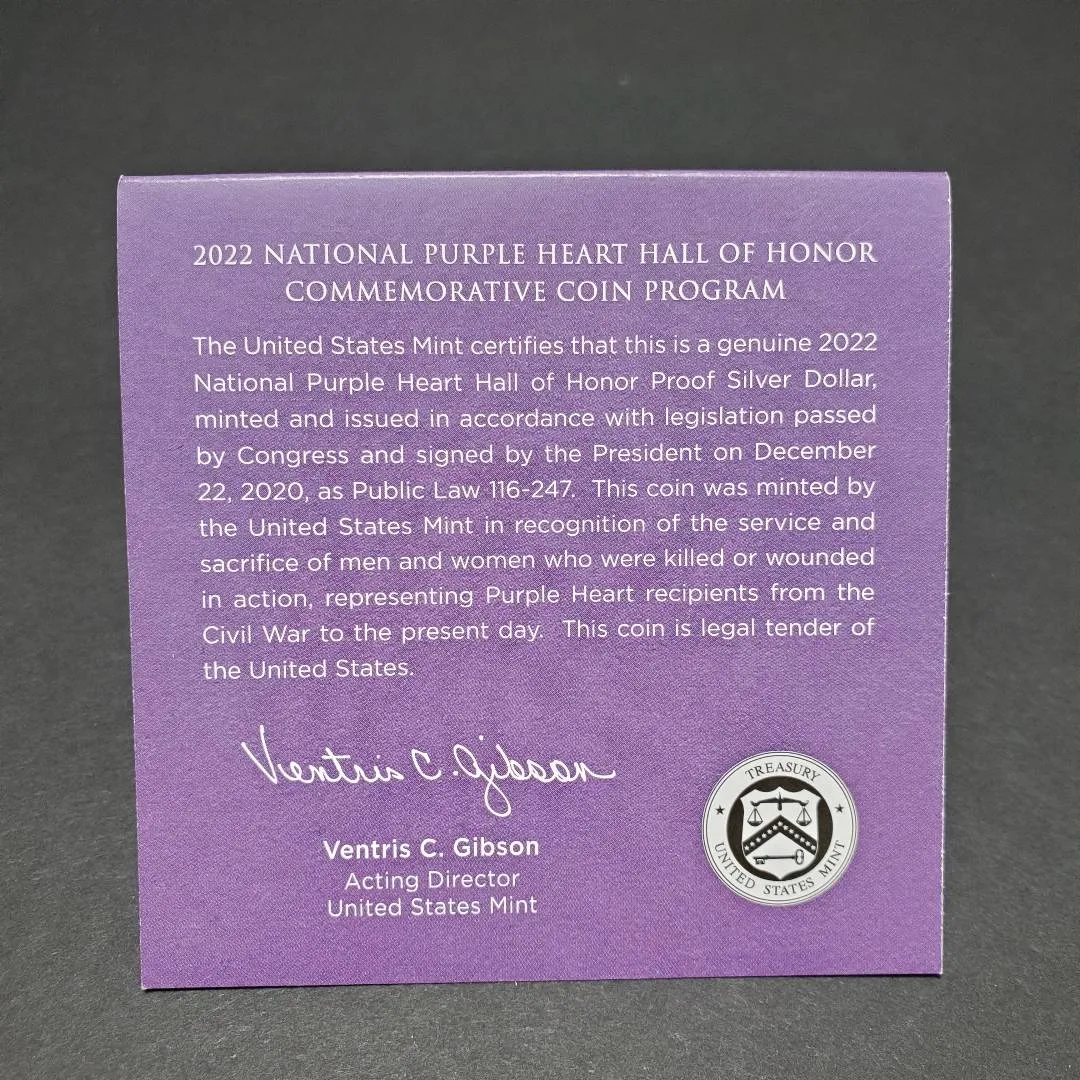 2022 NATIONAL PURPLE HEART HALL OF HONOR
COMMEMORATIVE COIN PROGRAM
The United States Mint certifies that this is a genuine 2022
National Purple Heart Hall of Honor Proof Silver Dollar,
minted and issued in accordance with legislation passed
by Congress and signed by the President on December
22, 2020, as Public Law 116-247. This coin was minted by
the United States Mint in recognition of the service and
sacrifice of men and women who were killed or wounded
in action, representing Purple Heart recipients from the
Civil War to the present day. This coin is legal tender of
the United States.
Ventris C. Gibson
Ventris C. Gibson
Acting Director
United States Mint
TREASURY
UNITED STATES MINT